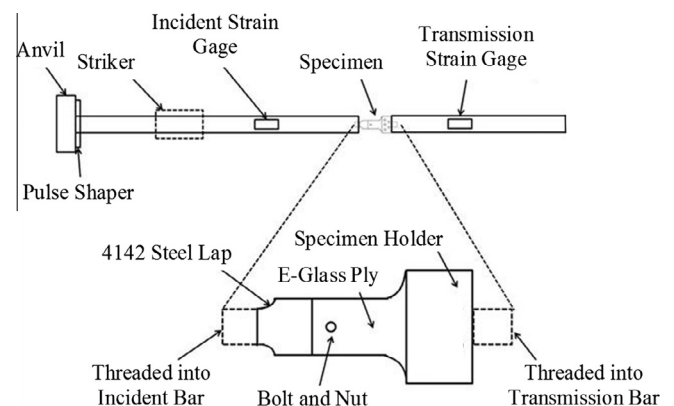 Incident Strain
Gage
Transmission
Strain Gage
Anvil
Striker
Specimen
Pulse Shaper
Specimen Holder
4142 Steel Lap
E-Glass Ply
Threaded into
Incident Bar
Bolt and Nut
Threaded into
Transmission Bar